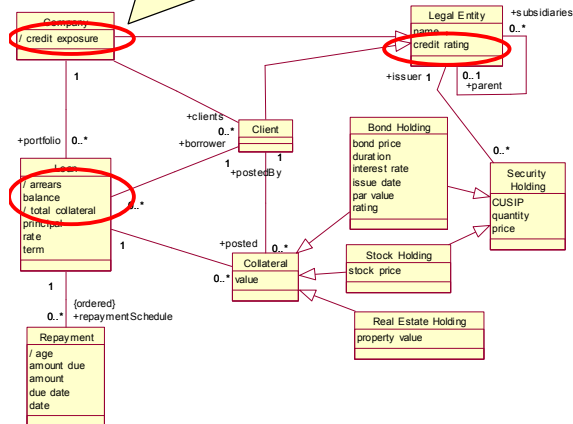 Company
/ credit exposure
Legal Entity
name
credit rating
+subsidiaries
0..*
0..1
+parent
+issuer
1
1
+clients
0..*
Client
+portfolio
0..*
+borrower
1
1
+postedBy
0..*
Bond Holding
bond price
duration
interest rate
issue date
par value
rating
Security
Holding
CUSIP
quantity
price
Loan
/ arrears
balance
/ total collateral
principal
rate
term
0..*
1
+posted
0..*
Collateral
value
0..*
Stock Holding
stock price
1
{ordered}
0..*
+repaymentSchedule
Real Estate Holding
property value
Repayment
/ age
amount due
amount
due date
date